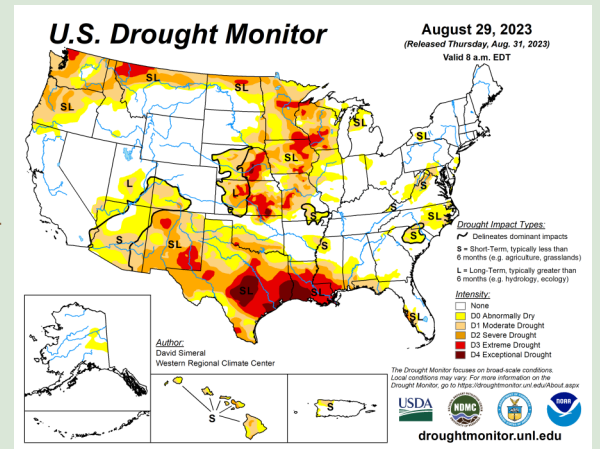 U.S. Drought Monitor
August 29, 2023
(Released Thursday, Aug. 31, 2023)
Valid 8 a.m. EDT
SL
SL
SL
SL
SL
SL
L
L
S
S
SL
S
SL
S
S
SL
SL
SL
SL
S
S
Drought Impact Types:
Delineates dominant impacts
S = Short-Term, typically less than
6 months (e.g. agriculture, grasslands)
L = Long-Term, typically greater than
6 months (e.g. hydrology, ecology)
Intensity:
None
D0 Abnormally Dry
D1 Moderate Drought
D2 Severe Drought
D3 Extreme Drought
D4 Exceptional Drought
Author:
David Simeral
Western Regional Climate Center
The Drought Monitor focuses on broad-scale conditions.
Local conditions may vary. For more information on the
Drought Monitor, go to https://droughtmonitor.unl.edu/About.aspx
USDA
NDMC
NOAA
droughtmonitor.unl.edu